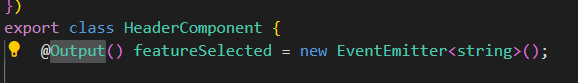 })
export class HeaderComponent {
@Output() featureSelected = new EventEmitter<string>();